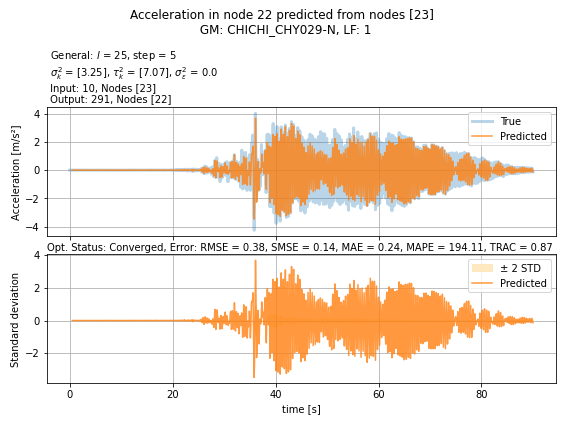 Acceleration in node 22 predicted from nodes [23]
GM: CHICHI_CHY029-N, LF: 1
General: l = 25, step = 5
σ²ₖ = [3.25], τ²ₖ = [7.07], σ²ε = 0.0
Input: 10, Nodes [23]
Output: 291, Nodes [22]
Acceleration [m/s²]
4
2
0
−2
−4
True
Predicted
Opt. Status: Converged, Error: RMSE = 0.38, SMSE = 0.14, MAE = 0.24, MAPE = 194.11, TRAC = 0.87
Standard deviation
4
2
0
−2
± 2 STD
Predicted
0 20 40 60 80
time [s]